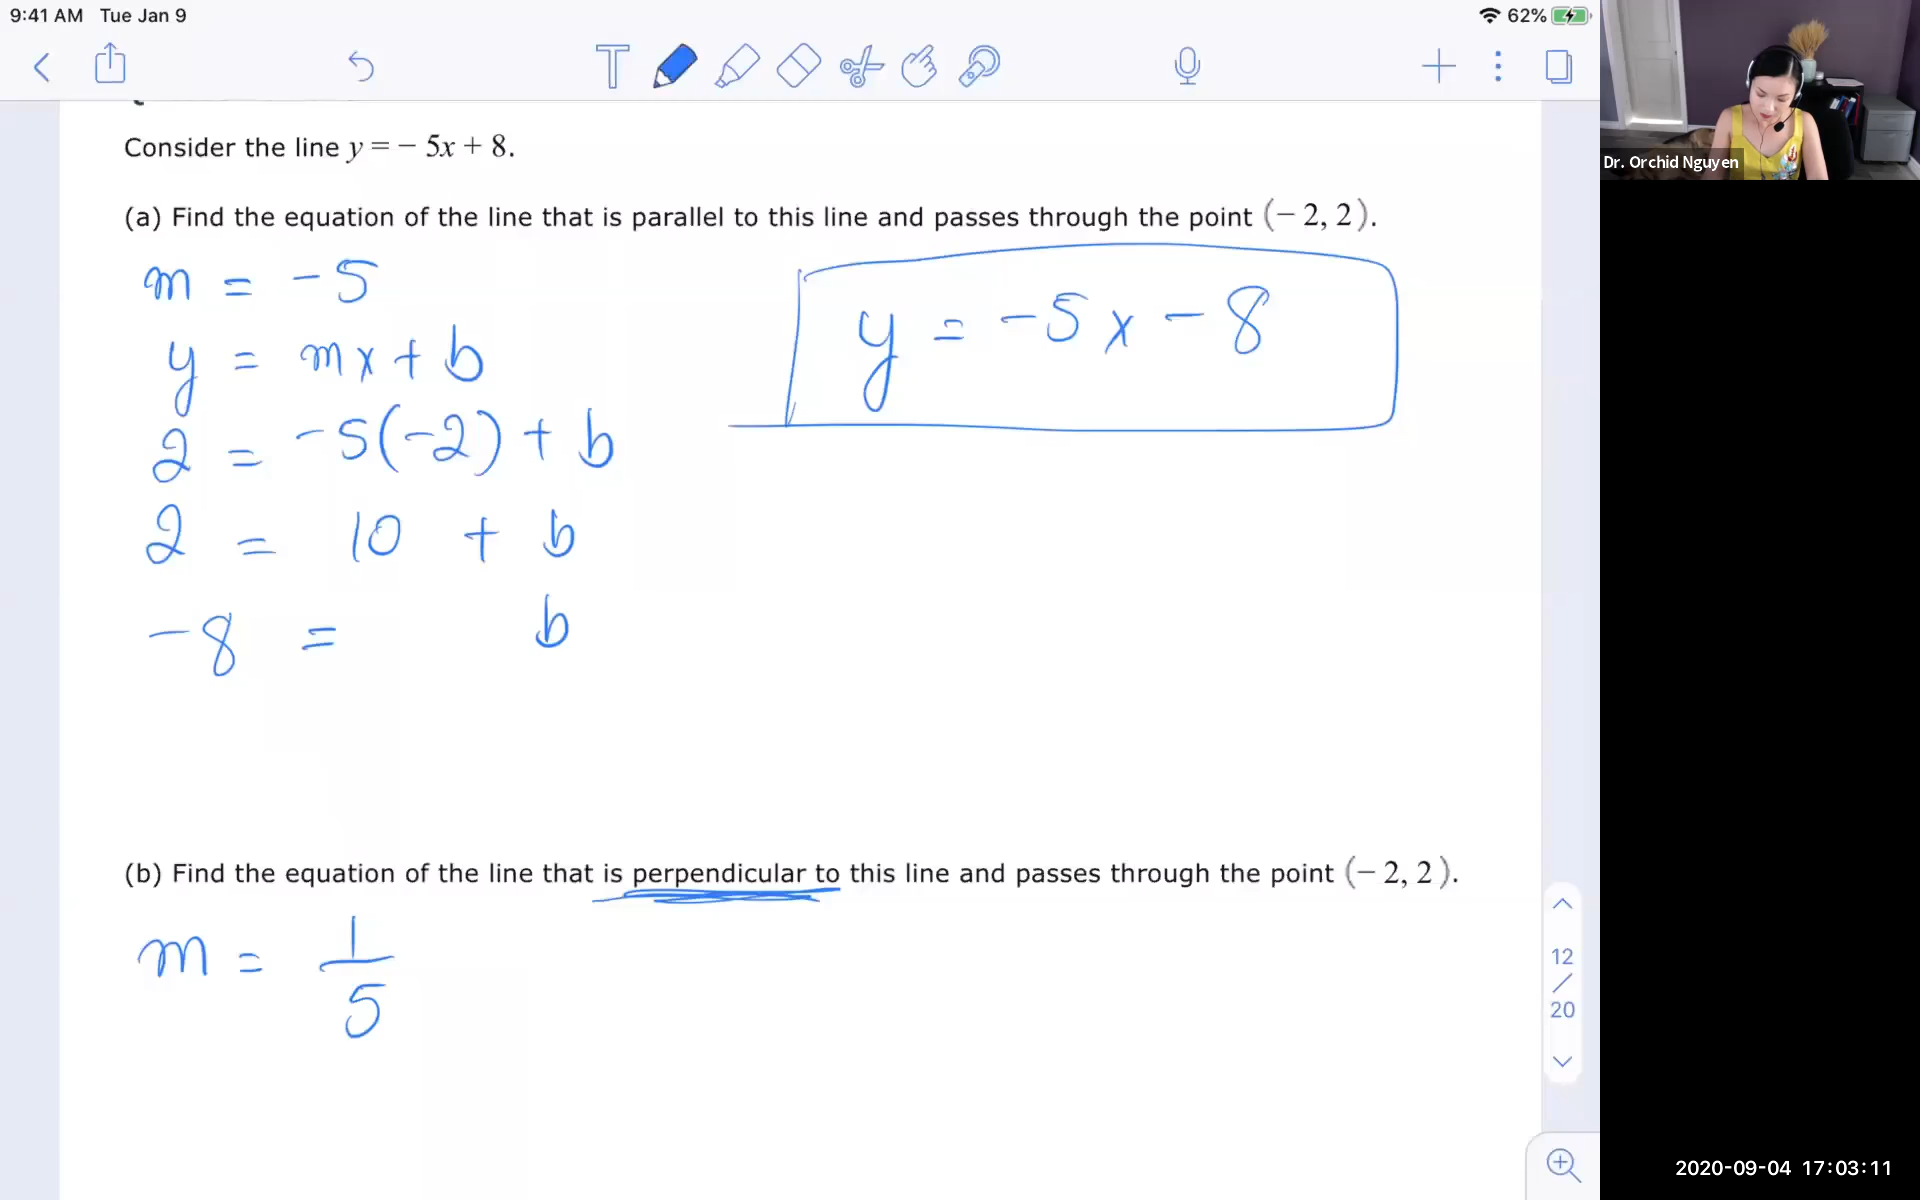 9:41 AM Tue Jan 9
62%
Consider the line y = − 5x + 8.
(a) Find the equation of the line that is parallel to this line and passes through the point (− 2, 2).
m = -5
y = mx + b
2 = -5(-2) + b
2 = 10 + b
-8 = b
y = -5x - 8
(b) Find the equation of the line that is perpendicular to this line and passes through the point (− 2, 2).
m = 1/5
12
/
20
Dr. Orchid Nguyen
2020-09-04 17:03:11